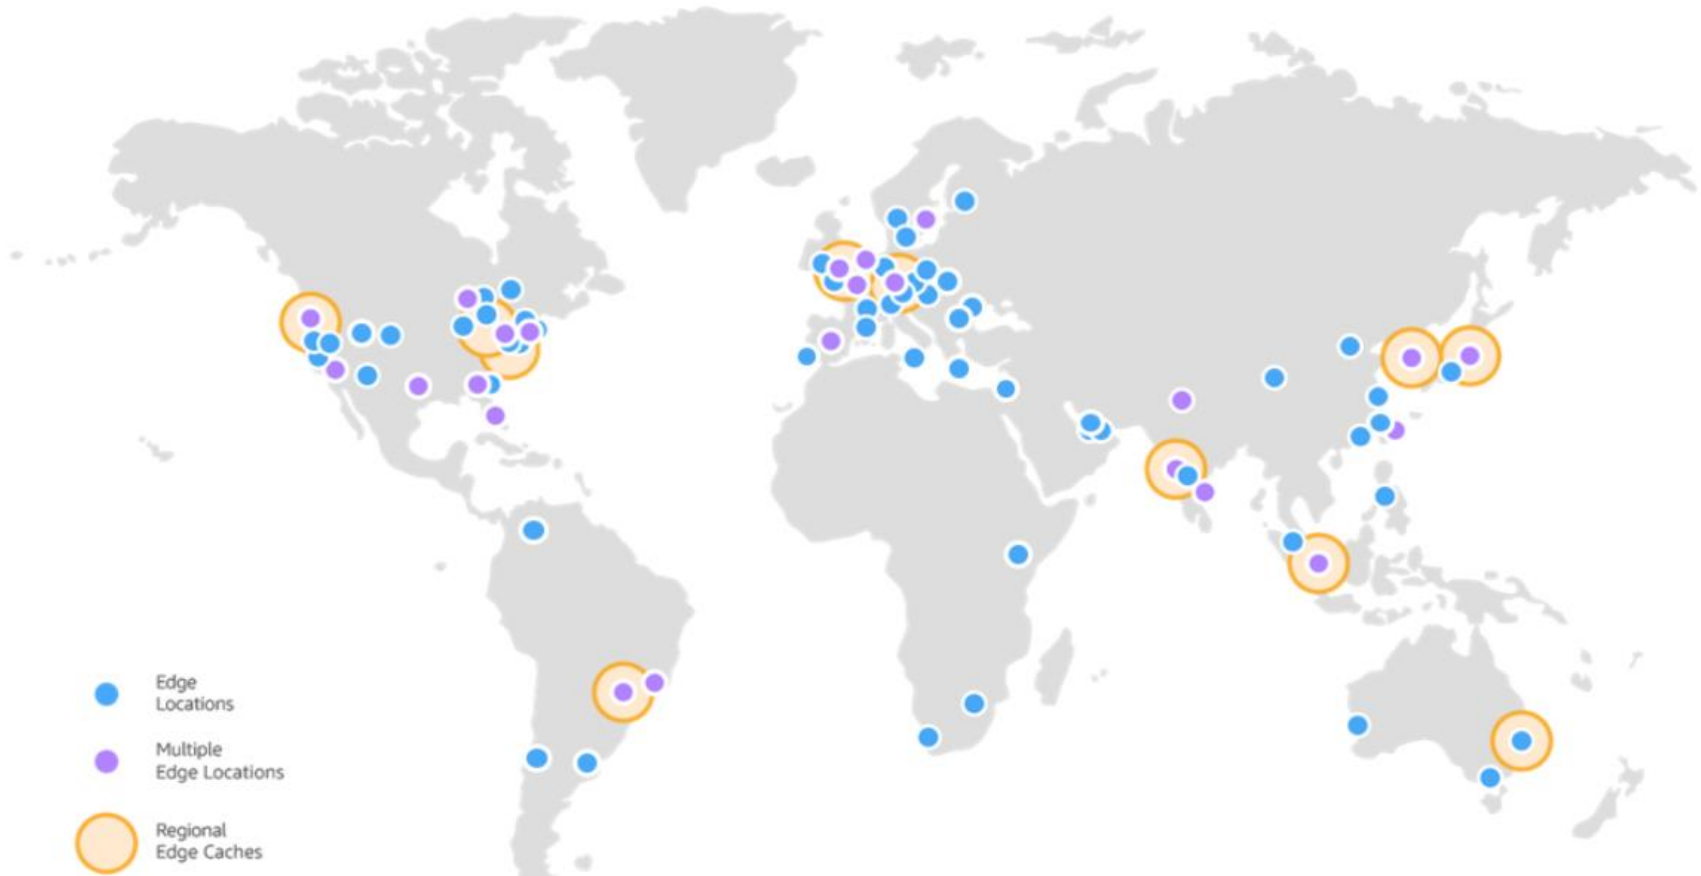 Edge
Locations
Multiple
Edge Locations
Regional
Edge Caches